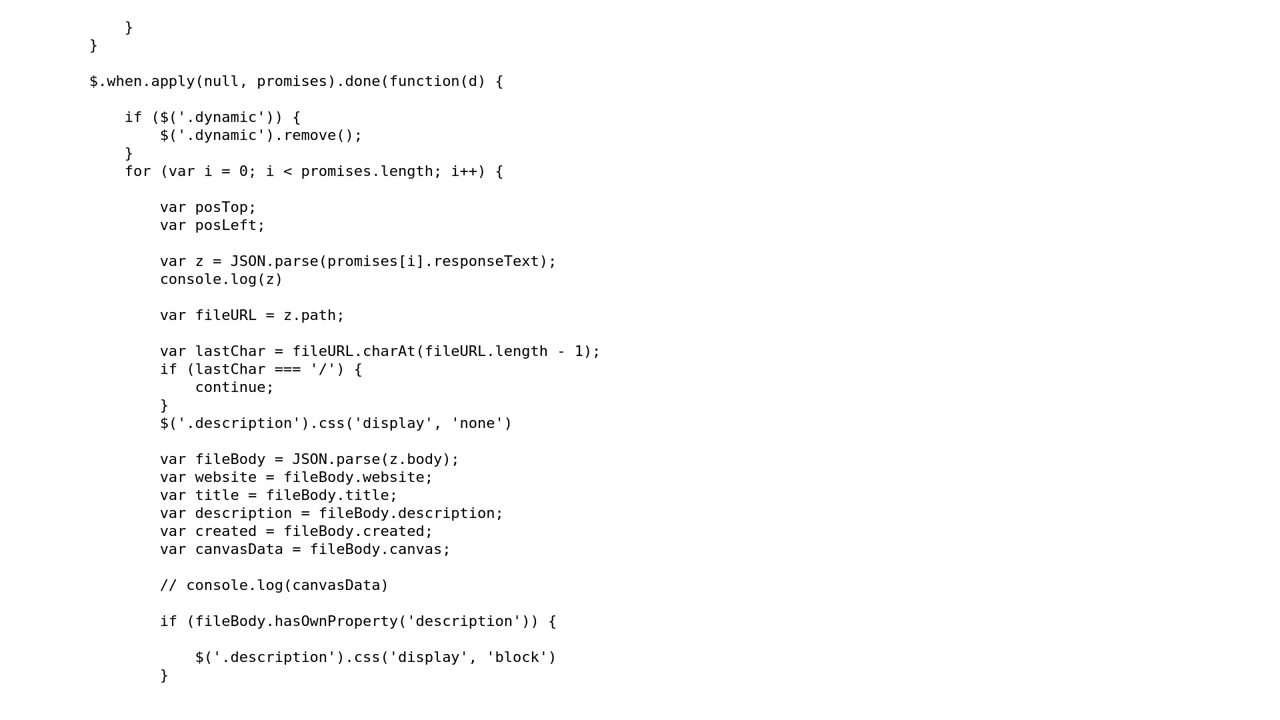 }
}

$.when.apply(null, promises).done(function(d) {

    if ($('.dynamic')) {
        $('.dynamic').remove();
    }
    for (var i = 0; i < promises.length; i++) {

        var posTop;
        var posLeft;

        var z = JSON.parse(promises[i].responseText);
        console.log(z)

        var fileURL = z.path;

        var lastChar = fileURL.charAt(fileURL.length - 1);
        if (lastChar === '/') {
            continue;
        }
        $('.description').css('display', 'none')

        var fileBody = JSON.parse(z.body);
        var website = fileBody.website;
        var title = fileBody.title;
        var description = fileBody.description;
        var created = fileBody.created;
        var canvasData = fileBody.canvas;

        // console.log(canvasData)

        if (fileBody.hasOwnProperty('description')) {

            $('.description').css('display', 'block')
        }